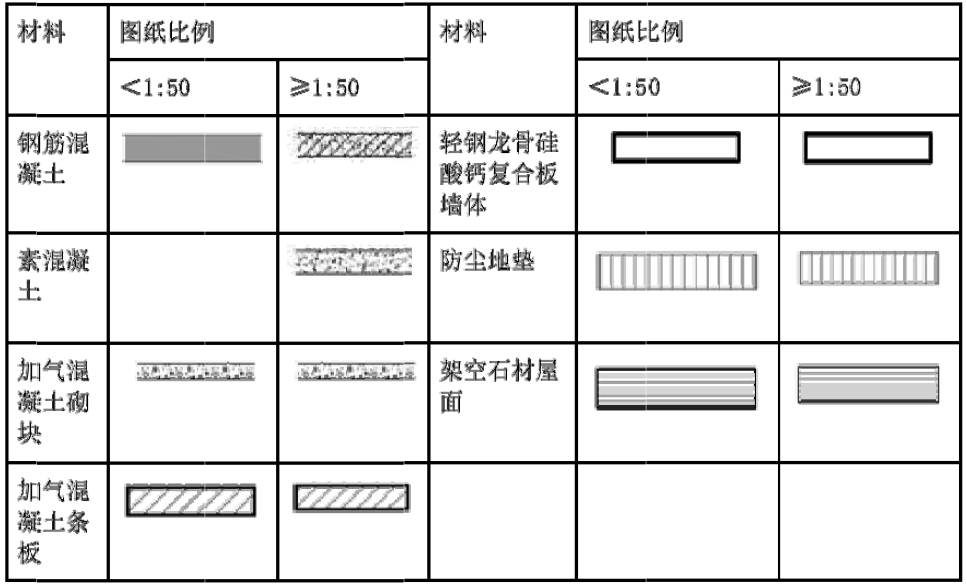 材料 图纸比例 材料 图纸比例
<1:50 ≥1:50 <1:50 ≥1:50
钢筋混
凝土
轻钢龙骨硅
酸钙复合板
墙体
素混凝
土
防尘地垫
加气混
凝土砌
块
架空石材屋
面
加气混
凝土条
板